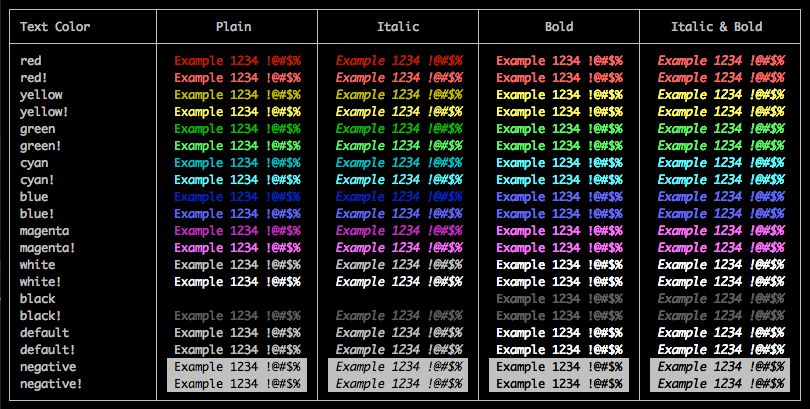 Text Color Plain Italic Bold Italic & Bold
red Example 1234 !@#$% Example 1234 !@#$% Example 1234 !@#$% Example 1234 !@#$%
red! Example 1234 !@#$% Example 1234 !@#$% Example 1234 !@#$% Example 1234 !@#$%
yellow Example 1234 !@#$% Example 1234 !@#$% Example 1234 !@#$% Example 1234 !@#$%
yellow! Example 1234 !@#$% Example 1234 !@#$% Example 1234 !@#$% Example 1234 !@#$%
green Example 1234 !@#$% Example 1234 !@#$% Example 1234 !@#$% Example 1234 !@#$%
green! Example 1234 !@#$% Example 1234 !@#$% Example 1234 !@#$% Example 1234 !@#$%
cyan Example 1234 !@#$% Example 1234 !@#$% Example 1234 !@#$% Example 1234 !@#$%
cyan! Example 1234 !@#$% Example 1234 !@#$% Example 1234 !@#$% Example 1234 !@#$%
blue Example 1234 !@#$% Example 1234 !@#$% Example 1234 !@#$% Example 1234 !@#$%
blue! Example 1234 !@#$% Example 1234 !@#$% Example 1234 !@#$% Example 1234 !@#$%
magenta Example 1234 !@#$% Example 1234 !@#$% Example 1234 !@#$% Example 1234 !@#$%
magenta! Example 1234 !@#$% Example 1234 !@#$% Example 1234 !@#$% Example 1234 !@#$%
white Example 1234 !@#$% Example 1234 !@#$% Example 1234 !@#$% Example 1234 !@#$%
white! Example 1234 !@#$% Example 1234 !@#$% Example 1234 !@#$% Example 1234 !@#$%
black Example 1234 !@#$% Example 1234 !@#$%
black! Example 1234 !@#$% Example 1234 !@#$% Example 1234 !@#$% Example 1234 !@#$%
default Example 1234 !@#$% Example 1234 !@#$% Example 1234 !@#$% Example 1234 !@#$%
default! Example 1234 !@#$% Example 1234 !@#$% Example 1234 !@#$% Example 1234 !@#$%
negative Example 1234 !@#$% Example 1234 !@#$% Example 1234 !@#$% Example 1234 !@#$%
negative! Example 1234 !@#$% Example 1234 !@#$% Example 1234 !@#$% Example 1234 !@#$%